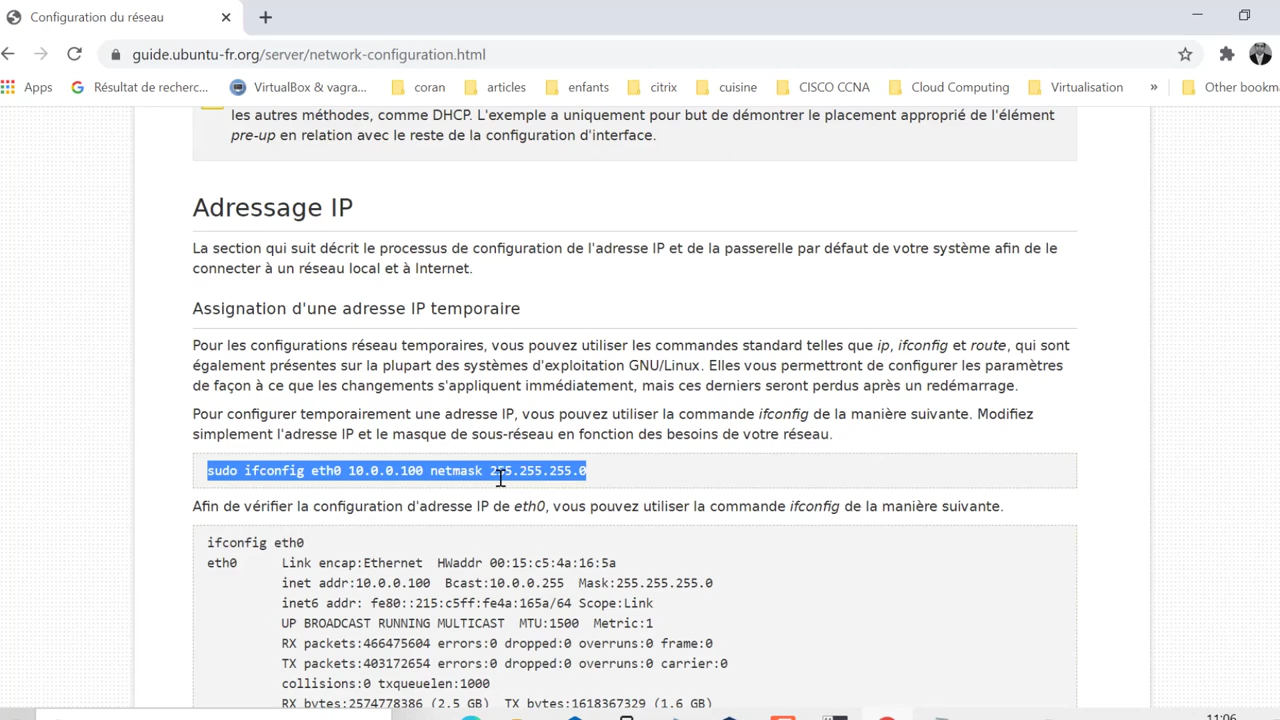 Configuration du réseau
guide.ubuntu-fr.org/server/network-configuration.html
Apps Résultat de recherc... VirtualBox & vagra... coran articles enfants citrix cuisine CISCO CCNA Cloud Computing Virtualisation » Other bookm
les autres méthodes, comme DHCP. L'exemple a uniquement pour but de démontrer le placement approprié de l'élément
pre-up en relation avec le reste de la configuration d'interface.
Adressage IP
La section qui suit décrit le processus de configuration de l'adresse IP et de la passerelle par défaut de votre système afin de le
connecter à un réseau local et à Internet.
Assignation d'une adresse IP temporaire
Pour les configurations réseau temporaires, vous pouvez utiliser les commandes standard telles que ip, ifconfig et route, qui sont
également présentes sur la plupart des systèmes d'exploitation GNU/Linux. Elles vous permettront de configurer les paramètres
de façon à ce que les changements s'appliquent immédiatement, mais ces derniers seront perdus après un redémarrage.
Pour configurer temporairement une adresse IP, vous pouvez utiliser la commande ifconfig de la manière suivante. Modifiez
simplement l'adresse IP et le masque de sous-réseau en fonction des besoins de votre réseau.
sudo ifconfig eth0 10.0.0.100 netmask 255.255.255.0
Afin de vérifier la configuration d'adresse IP de eth0, vous pouvez utiliser la commande ifconfig de la manière suivante.
ifconfig eth0
eth0 Link encap:Ethernet HWaddr 00:15:c5:4a:16:5a
inet addr:10.0.0.100 Bcast:10.0.0.255 Mask:255.255.255.0
inet6 addr: fe80::215:c5ff:fe4a:165a/64 Scope:Link
UP BROADCAST RUNNING MULTICAST MTU:1500 Metric:1
RX packets:466475604 errors:0 dropped:0 overruns:0 frame:0
TX packets:403172654 errors:0 dropped:0 overruns:0 carrier:0
collisions:0 txqueuelen:1000
RX bytes:2574778386 (2.5 GB) TX bytes:1618367329 (1.6 GB)
11:06